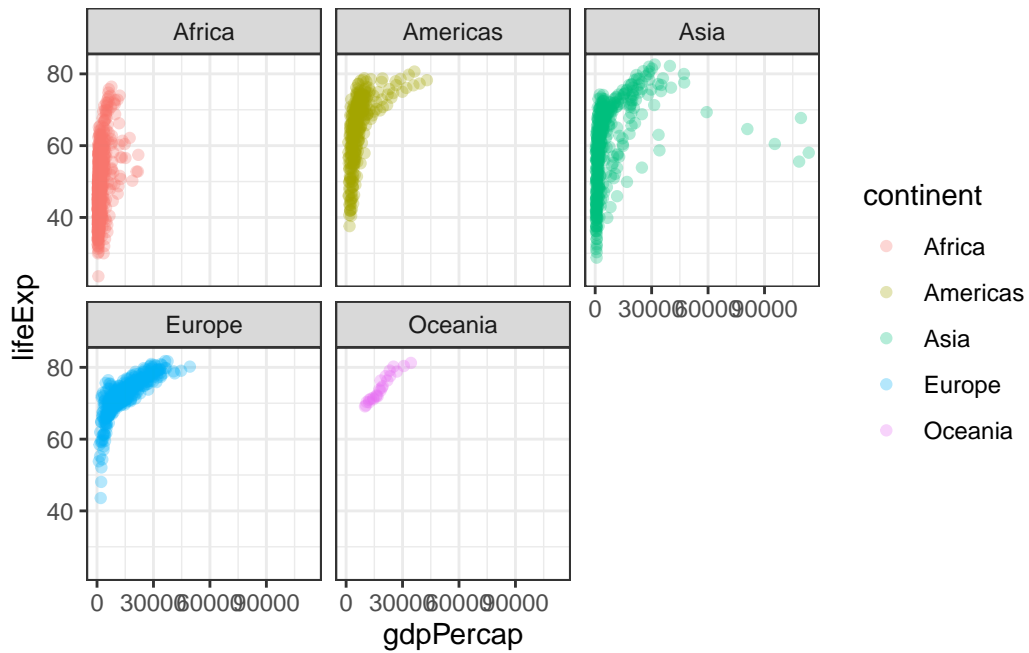 Africa Americas Asia
80
60
40
0 30000 60000 90000
Europe Oceania
80
60
40
0 30000 60000 90000 0 30000 60000 90000
lifeExp
gdpPercap
continent
Africa
Americas
Asia
Europe
Oceania